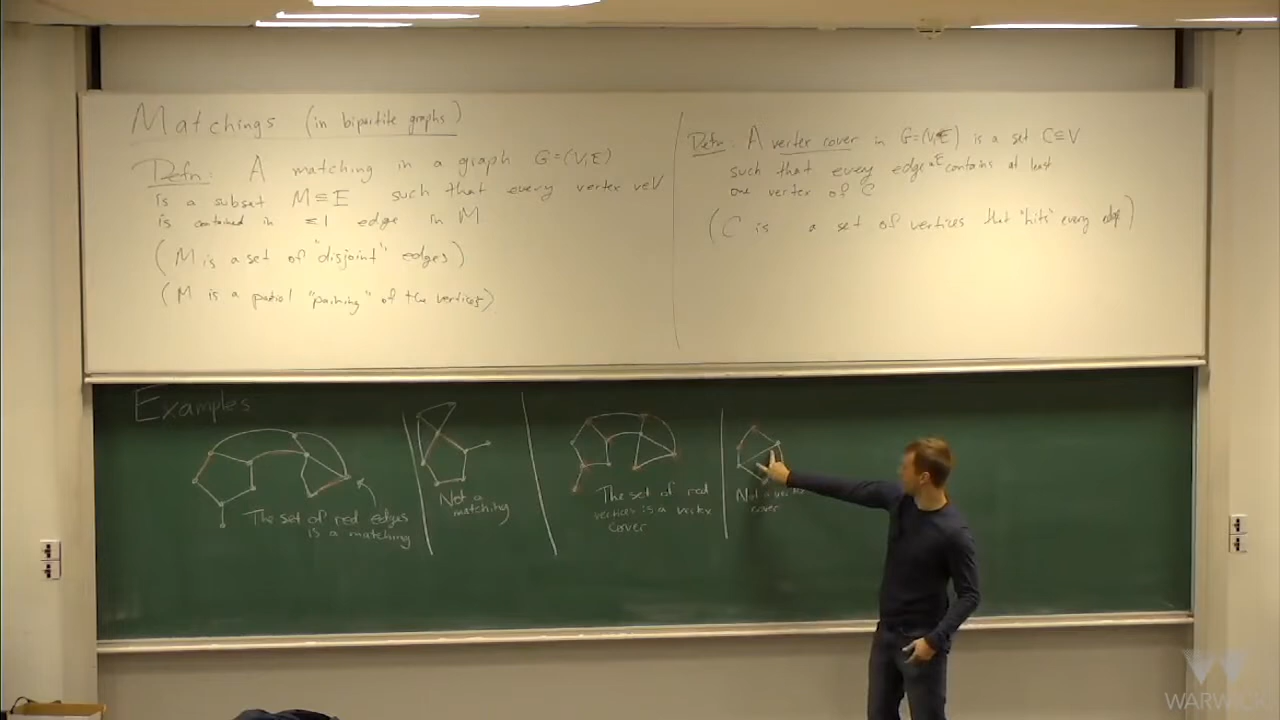 Matchings (in bipartite graphs)
Defn: A matching in a graph G=(V,E)
is a subset M⊆E such that every vertex v∈V
is contained in ≤1 edge in M
(M is a set of "disjoint" edges)
(M is a partial "pairing" of the vertices)
Defn: A vertex cover in G=(V,E) is a set C⊆V
such that every edge e∈E contains at least
one vertex of C
(C is a set of vertices that "hits" every edge)
Examples
The set of red edges
is a matching
Not a
matching
The set of red
vertices is a vertex
cover
Not a vertex
cover
WARWICK